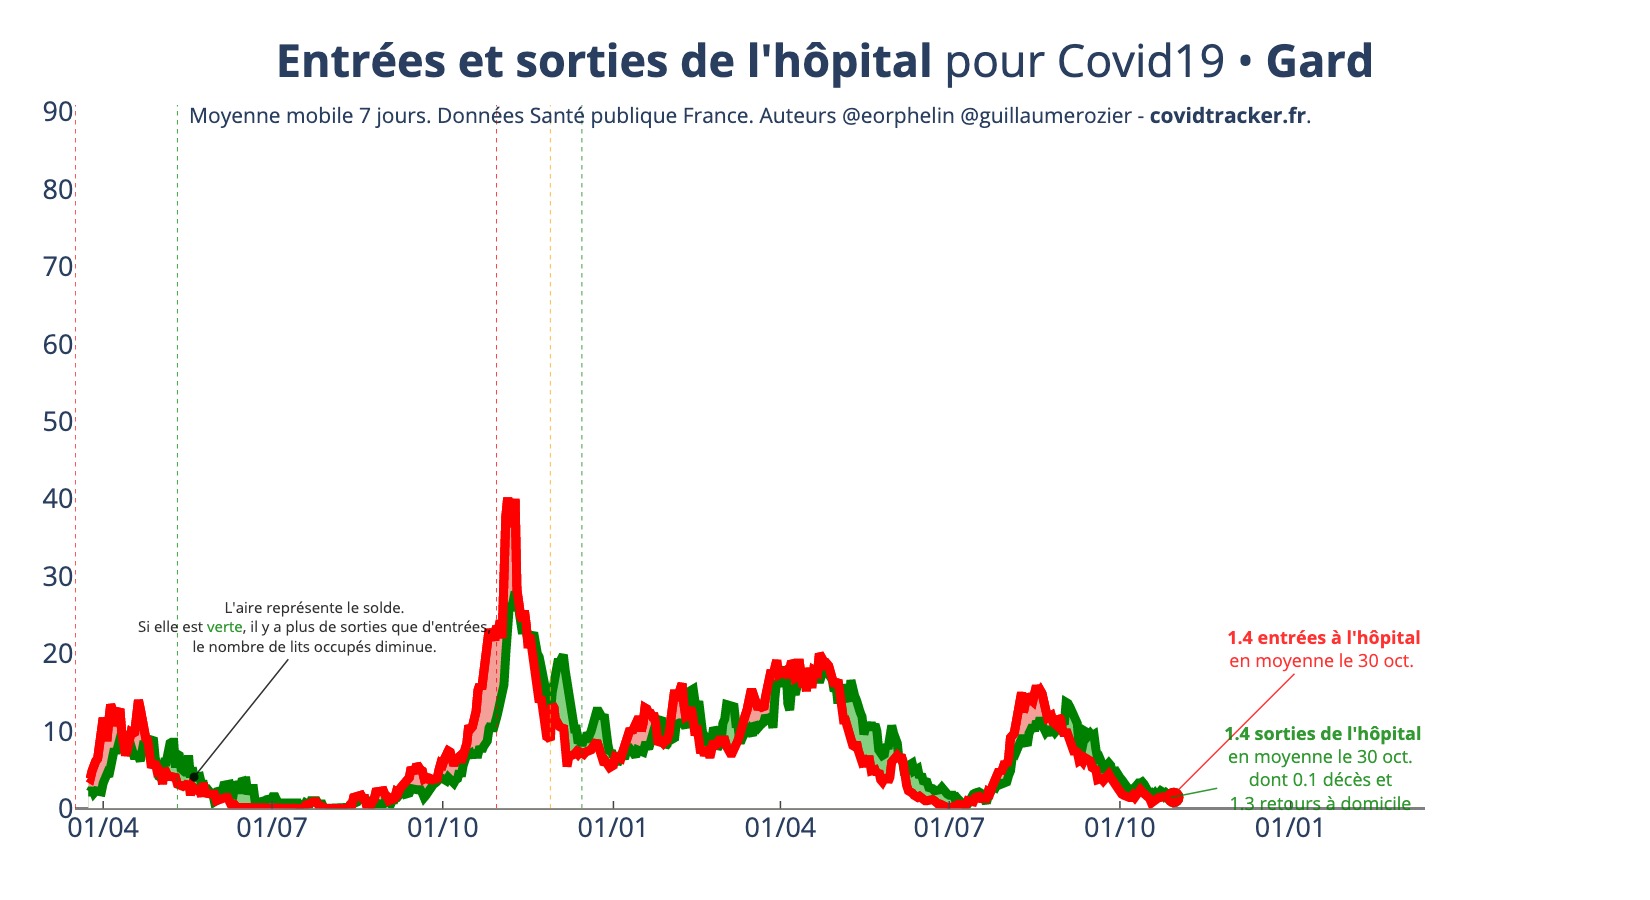 Entrées et sorties de l'hôpital pour Covid19 • Gard
Moyenne mobile 7 jours. Données Santé publique France. Auteurs @eorphelin @guillaumerozier - covidtracker.fr.
90
80
70
60
50
40
30
20
10
0
L'aire représente le solde.
Si elle est verte, il y a plus de sorties que d'entrées,
le nombre de lits occupés diminue.
1.4 entrées à l'hôpital
en moyenne le 30 oct.
1.4 sorties de l'hôpital
en moyenne le 30 oct.
dont 0.1 décès et
1.3 retours à domicile
01/04 01/07 01/10 01/01 01/04 01/07 01/10 01/01